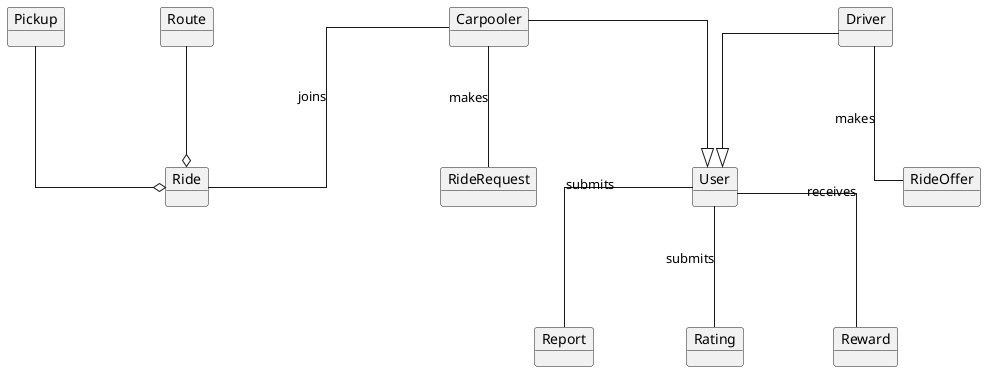 Pickup
Route
Carpooler
Driver
joins
makes
makes
Ride
RideRequest
User
RideOffer
submits
receives
submits
Report
Rating
Reward